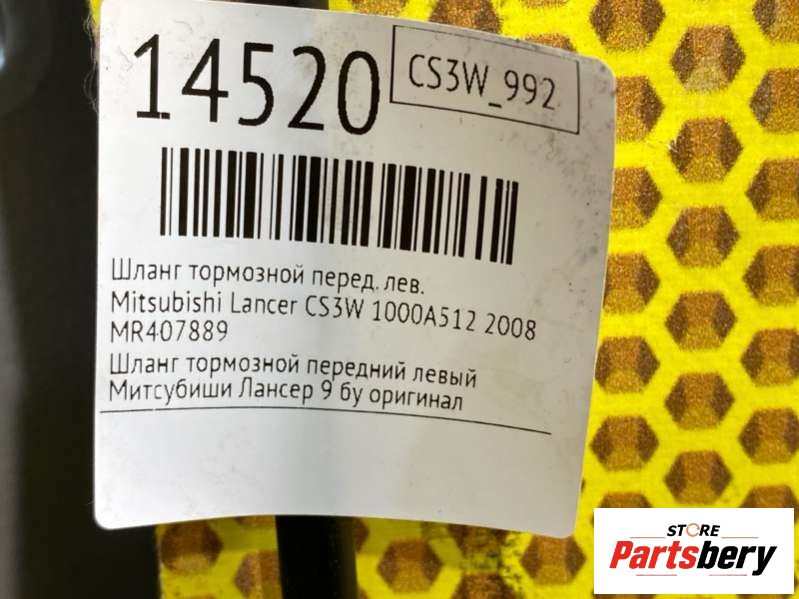 14520
CS3W_992
Шланг тормозной перед. лев.
Mitsubishi Lancer CS3W 1000A512 2008
MR407889
Шланг тормозной передний левый
Митсубиши Лансер 9 бу оригинал
STORE
Partsbery